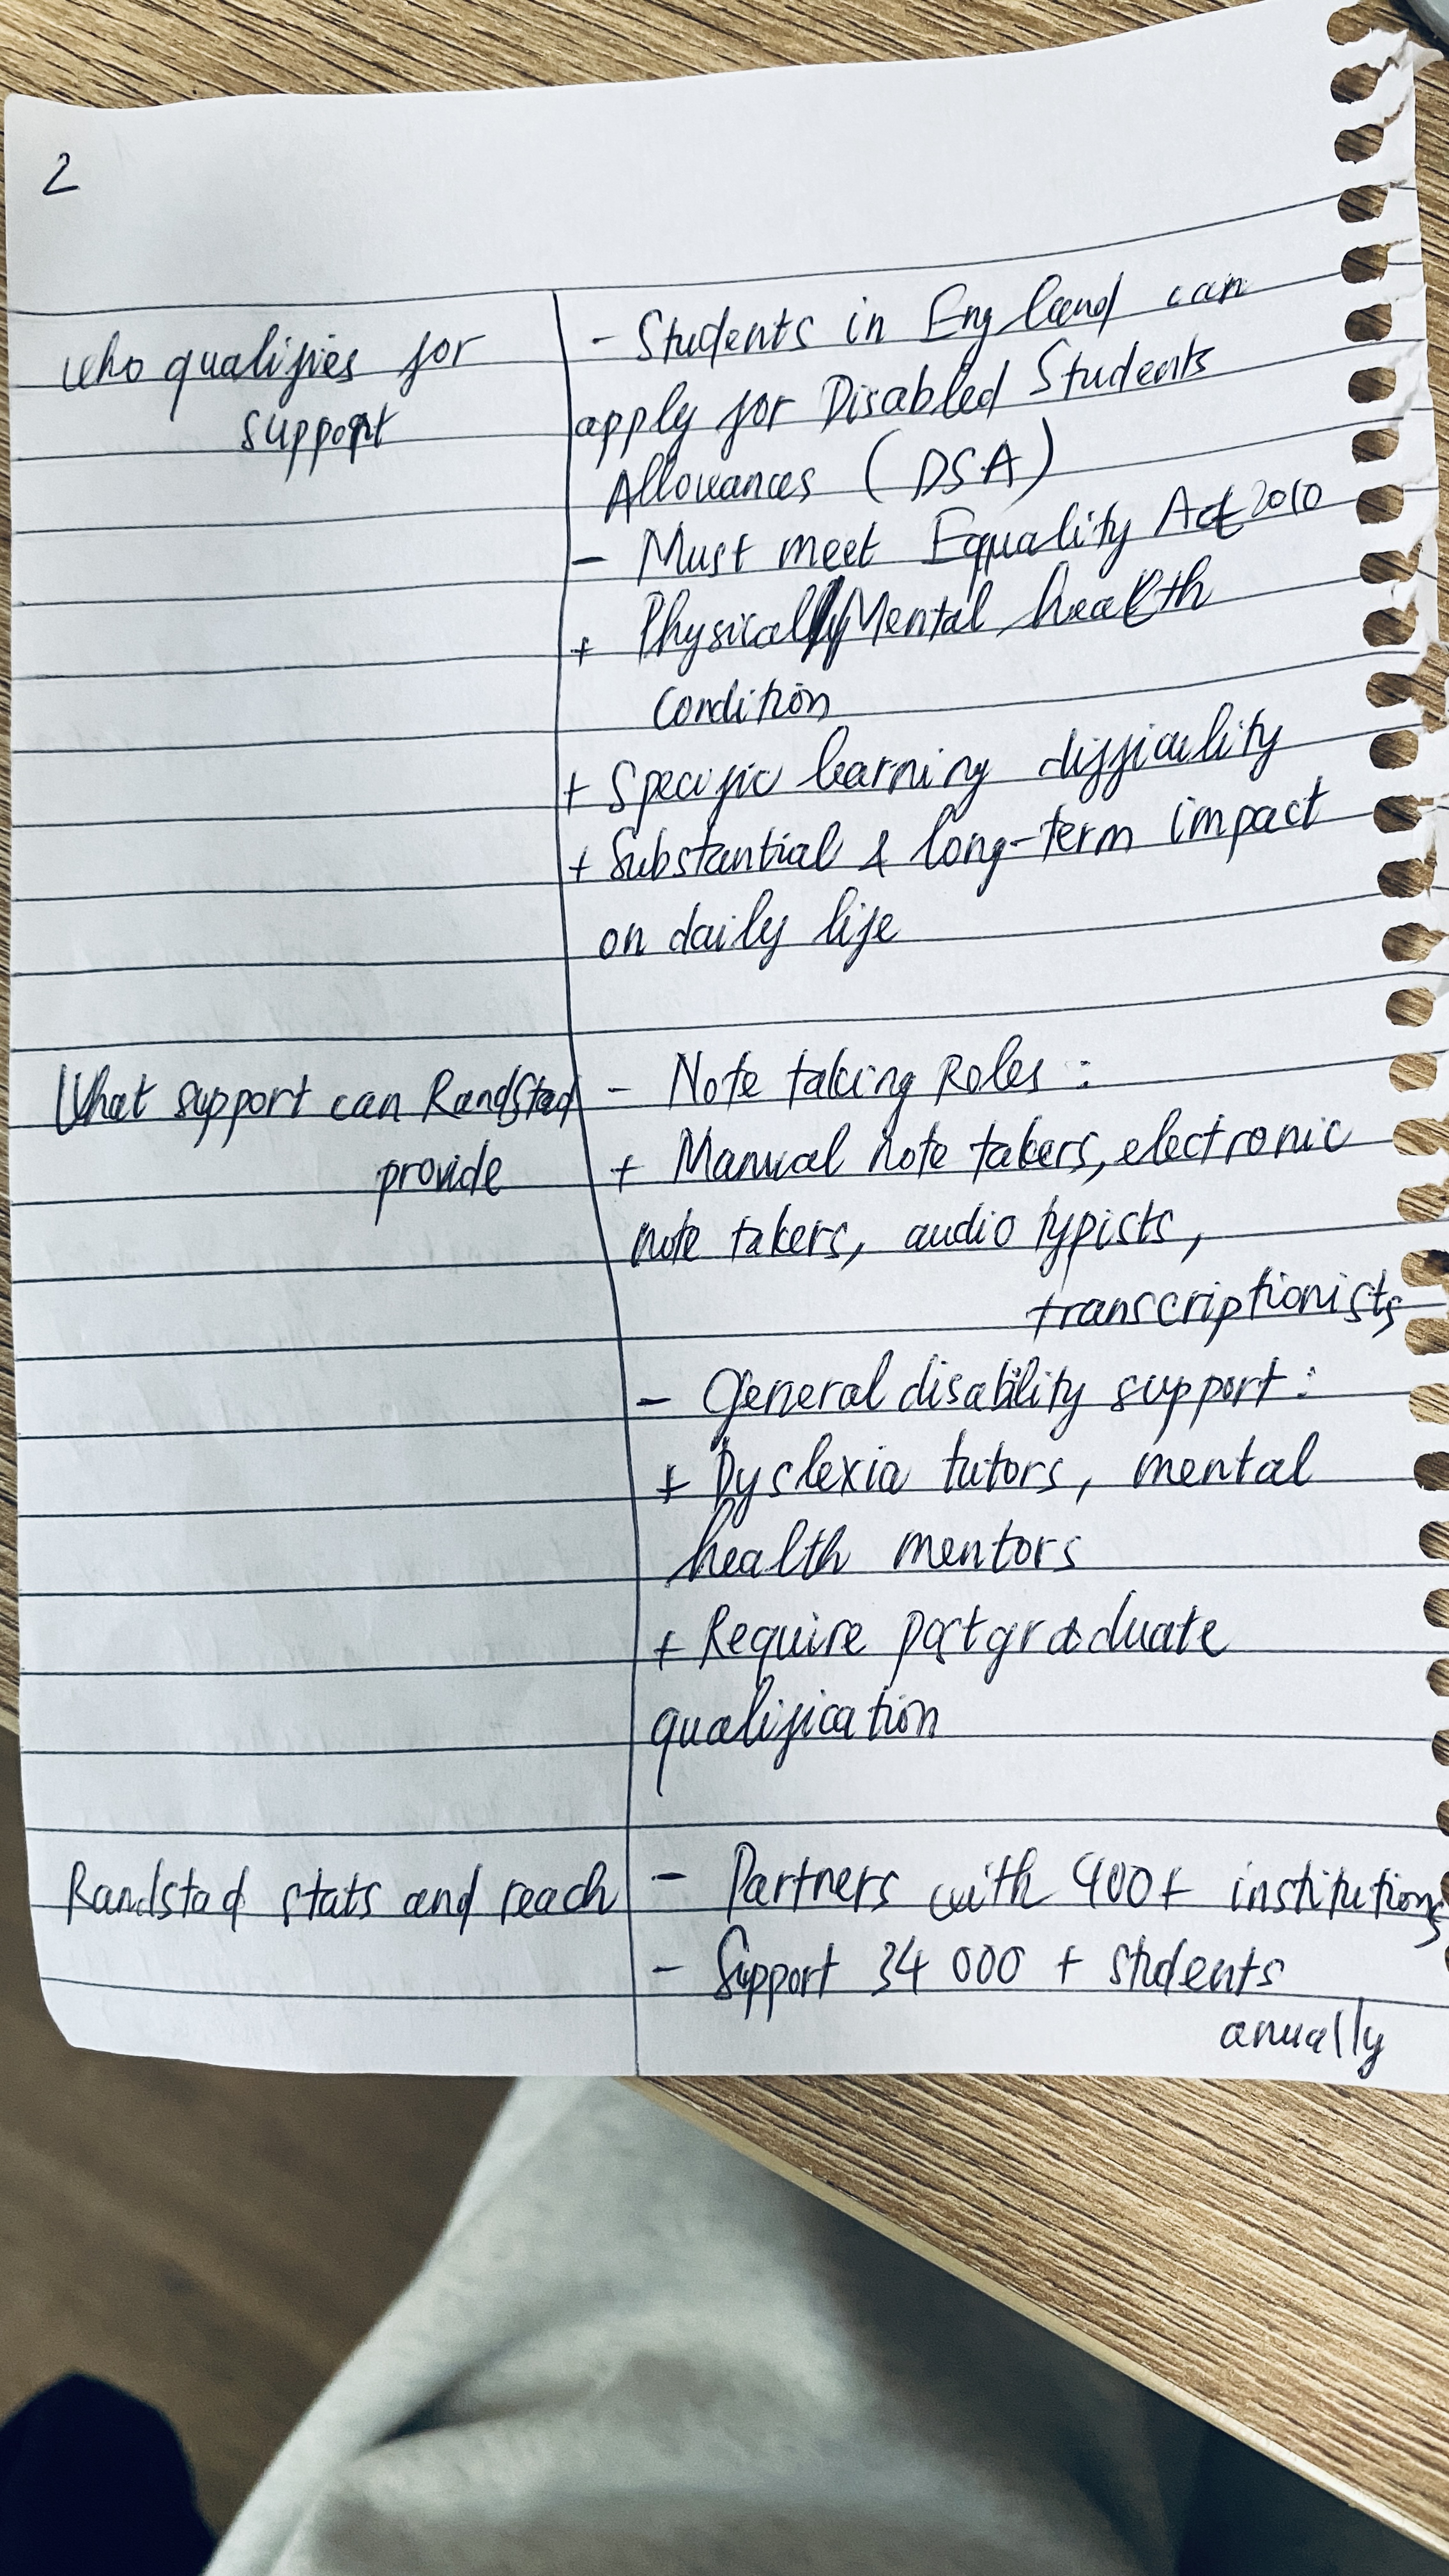 2
who qualifies for
support
- Students in England can
apply for Disabled Students
Allowances (DSA)
- Must meet Equality Act 2010
+ Physical/Mental health
condition
+ Specific learning difficulity
+ Substantial & long-term impact
on daily life
What support can Randstad
provide
- Note taking Roles :
+ Manual note takers, electronic
note takers, audio typists,
transcriptionists
- General disability support :
+ Dyslexia tutors, mental
health mentors
+ Require postgraduate
qualification
Randstad stats and reach
- Partners with 400+ institutions
- Support 34 000 + students
anually